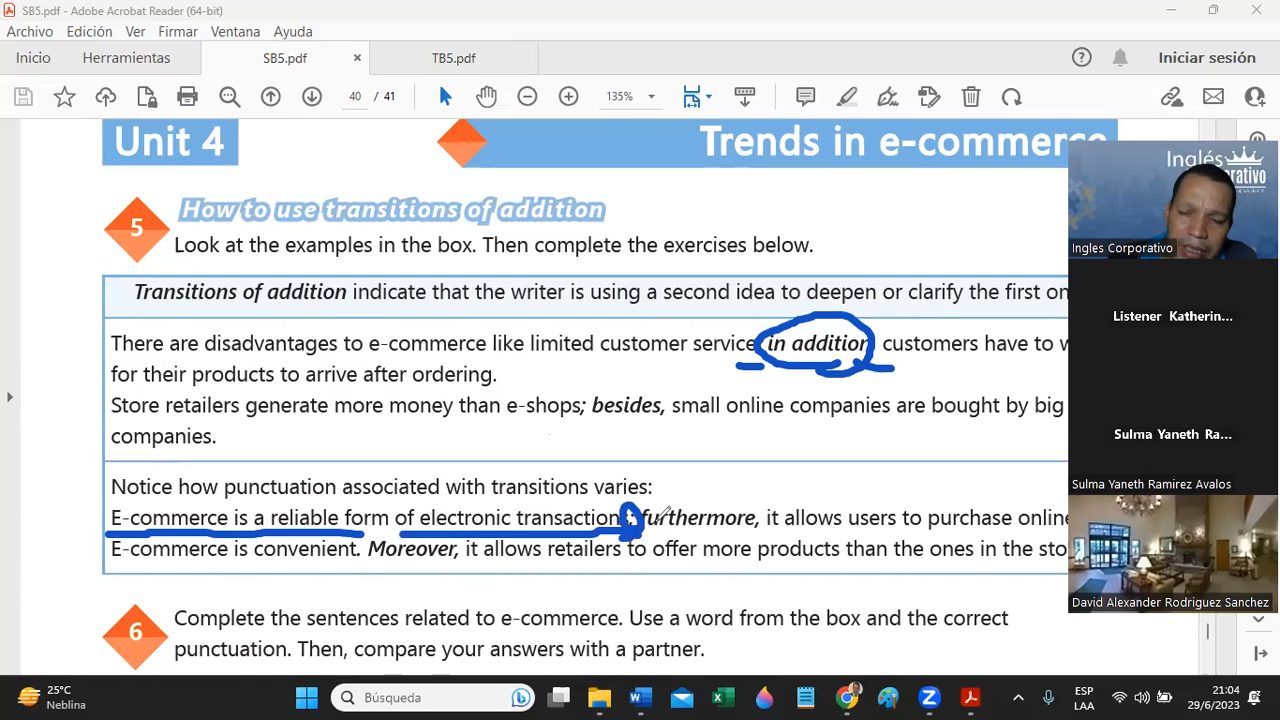 SB5.pdf - Adobe Acrobat Reader (64-bit)
Archivo Edición Ver Firmar Ventana Ayuda
Inicio Herramientas SB5.pdf × TB5.pdf Iniciar sesión
40 / 41 135%
Unit 4 Trends in e-commerce
Inglés
5 How to use transitions of addition
Look at the examples in the box. Then complete the exercises below.
Ingles Corporativo
Transitions of addition indicate that the writer is using a second idea to deepen or clarify the first
Listener Katherin...
There are disadvantages to e-commerce like limited customer service in addition customers have to
for their products to arrive after ordering.
Store retailers generate more money than e-shops; besides, small online companies are bought by big
companies.
Sulma Yaneth Ra...
Sulma Yaneth Ramirez Avalos
Notice how punctuation associated with transitions varies:
E-commerce is a reliable form of electronic transactions; furthermore, it allows users to purchase online
E-commerce is convenient. Moreover, it allows retailers to offer more products than the ones in the
David Alexander Rodriguez Sanchez
6 Complete the sentences related to e-commerce. Use a word from the box and the correct
punctuation. Then, compare your answers with a partner.
25°C
Neblina
Búsqueda
ESP
LAA
21:04
29/6/2023